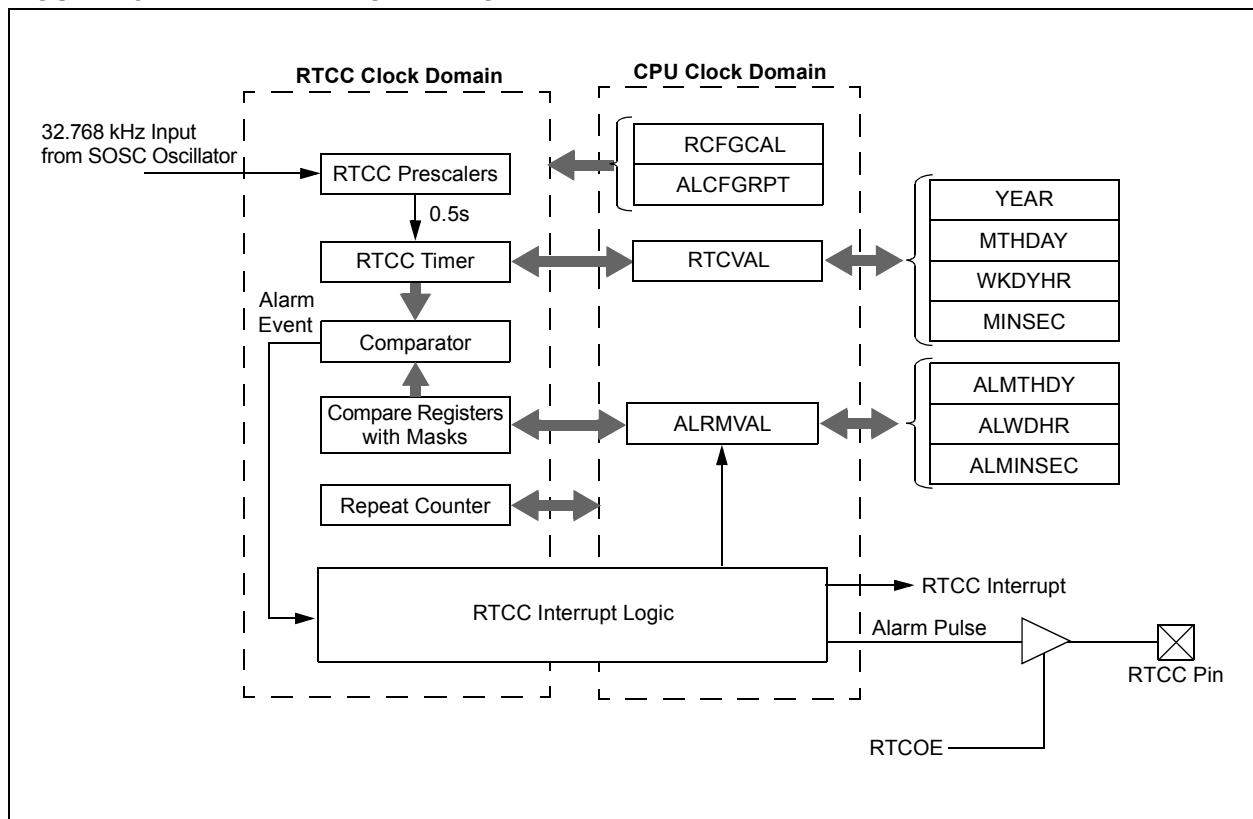 RTCC Clock Domain
CPU Clock Domain
32.768 kHz Input
from SOSC Oscillator
RTCC Prescalers
0.5s
RTCC Timer
Alarm
Event
Comparator
Compare Registers
with Masks
Repeat Counter
RCFGCAL
ALCFGRPT
RTCVAL
ALRMVAL
YEAR
MTHDAY
WKDYHR
MINSEC
ALMTHDY
ALWDHR
ALMINSEC
RTCC Interrupt Logic
RTCC Interrupt
Alarm Pulse
RTCC Pin
RTCOE